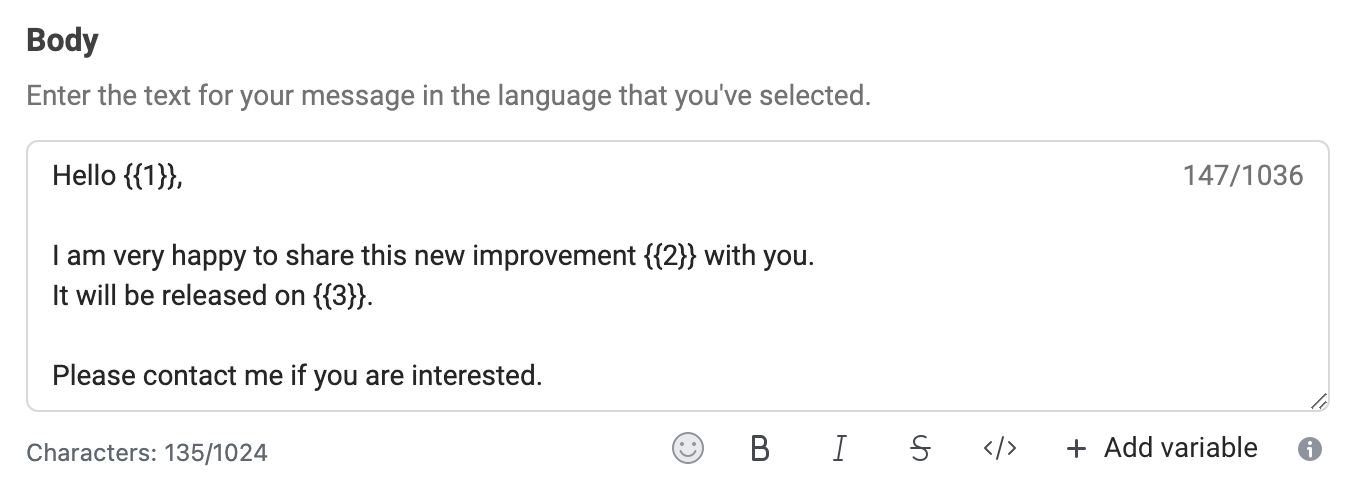 Body
Enter the text for your message in the language that you've selected.
Hello {{1}},
147/1036
I am very happy to share this new improvement {{2}} with you.
It will be released on {{3}}.
Please contact me if you are interested.
Characters: 135/1024
B I S </> + Add variable i